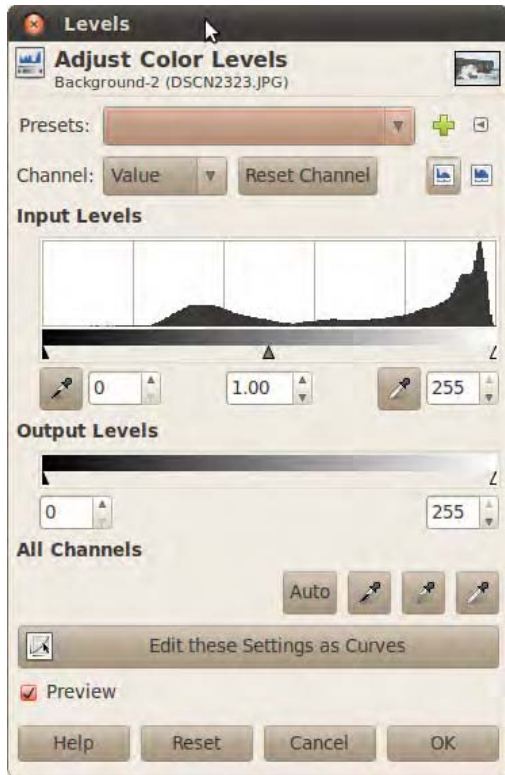 Levels
Adjust Color Levels
Background-2 (DSCN2323.JPG)
Presets:
Channel: Value Reset Channel
Input Levels
0 1.00 255
Output Levels
0 255
All Channels
Auto
Edit these Settings as Curves
Preview
Help Reset Cancel OK